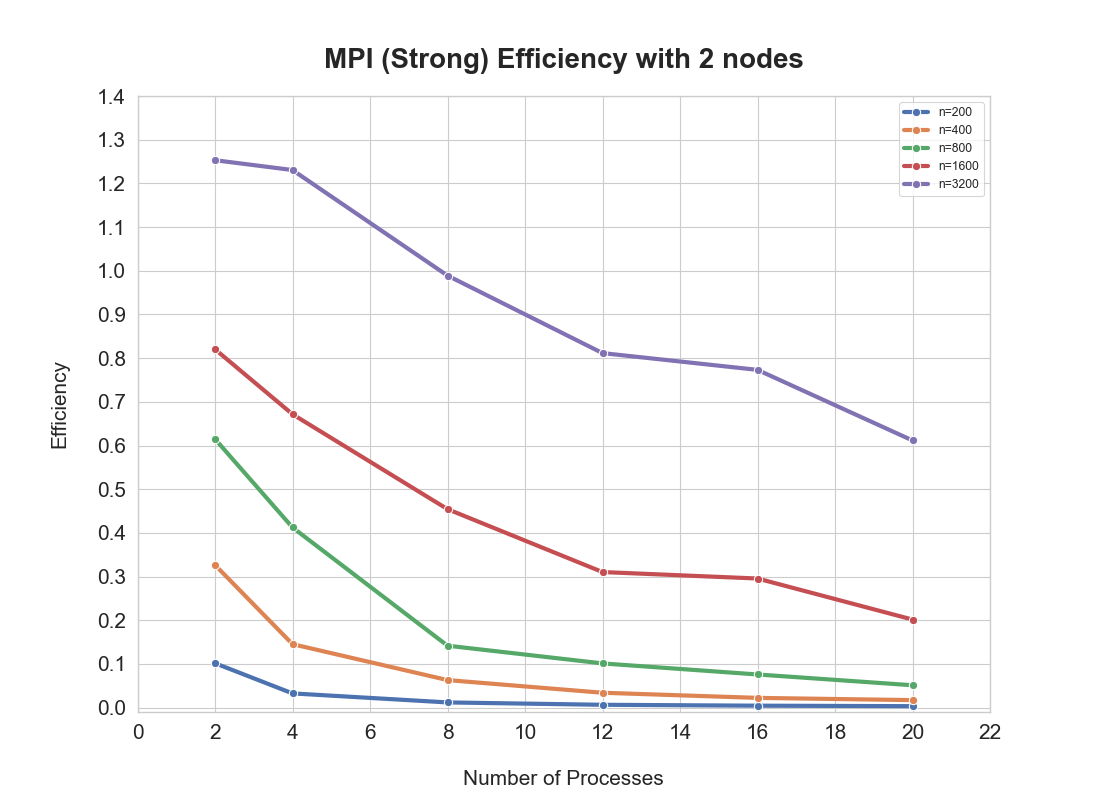 MPI (Strong) Efficiency with 2 nodes
1.4
1.3
1.2
1.1
1.0
0.9
0.8
0.7
0.6
0.5
0.4
0.3
0.2
0.1
0.0
Efficiency
n=200
n=400
n=800
n=1600
n=3200
0 2 4 6 8 10 12 14 16 18 20 22
Number of Processes